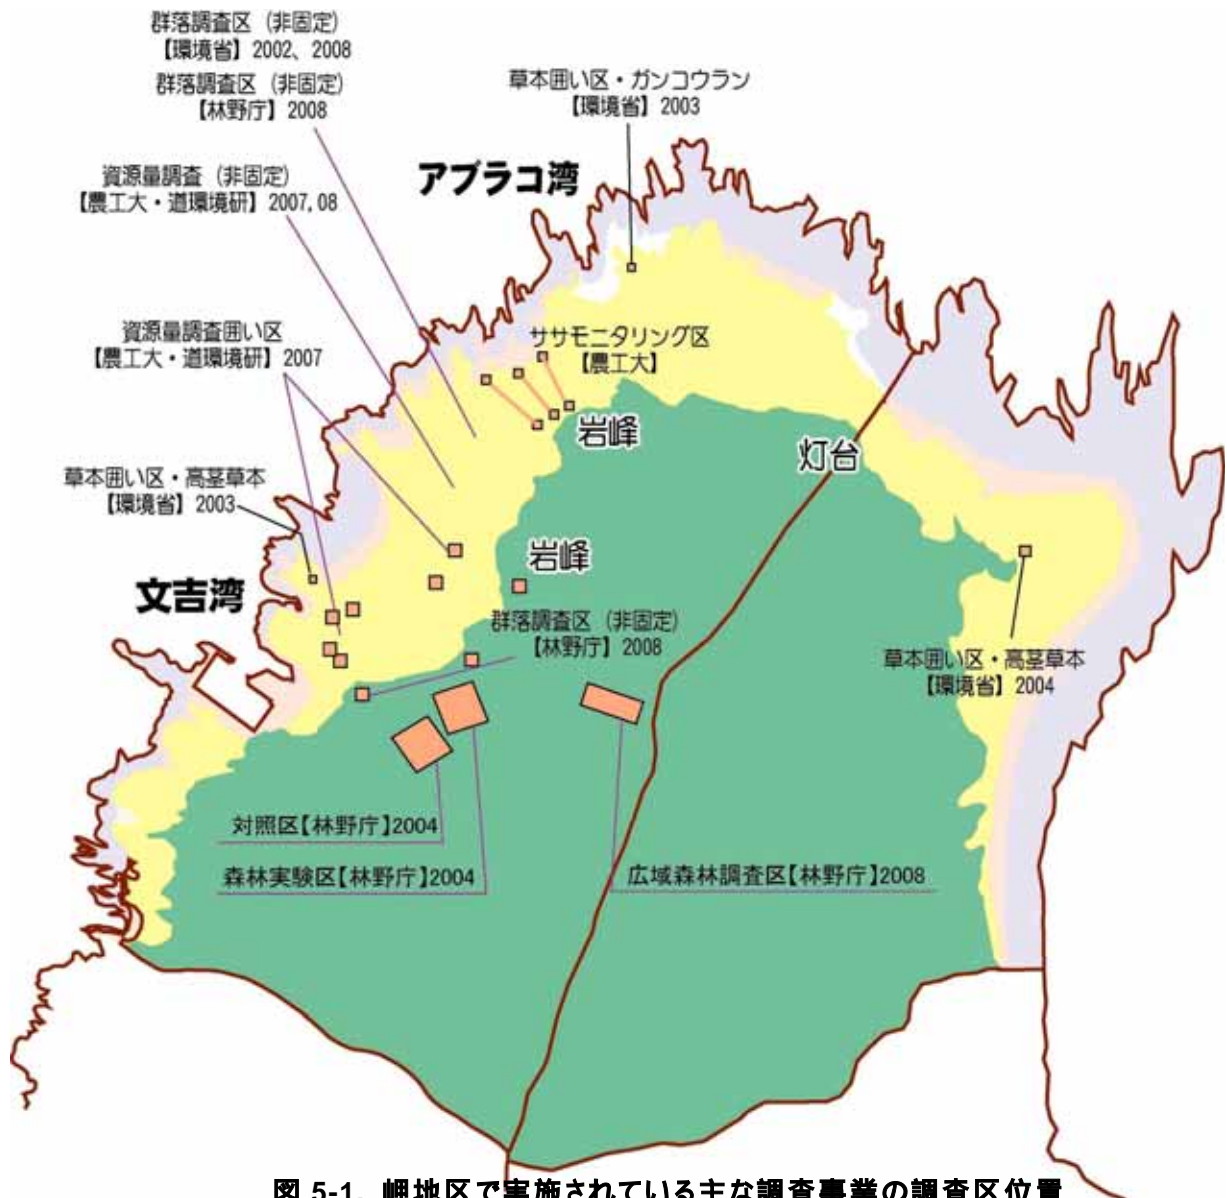 群落調査区（非固定）
【環境省】2002、2008
群落調査区（非固定）
【林野庁】2008
草本囲い区・ガンコウラン
【環境省】2003
アブラコ湾
資源量調査（非固定）
【農工大・道環境研】2007,08
資源量調査囲い区
【農工大・道環境研】2007
ササモニタリング区
【農工大】
岩峰
灯台
草本囲い区・高茎草本
【環境省】2003
岩峰
文吉湾
群落調査区（非固定）
【林野庁】2008
草本囲い区・高茎草本
【環境省】2004
対照区【林野庁】2004
森林実験区【林野庁】2004
広域森林調査区【林野庁】2008
図 5-1. 岬地区で実施されている主な調査事業の調査区位置